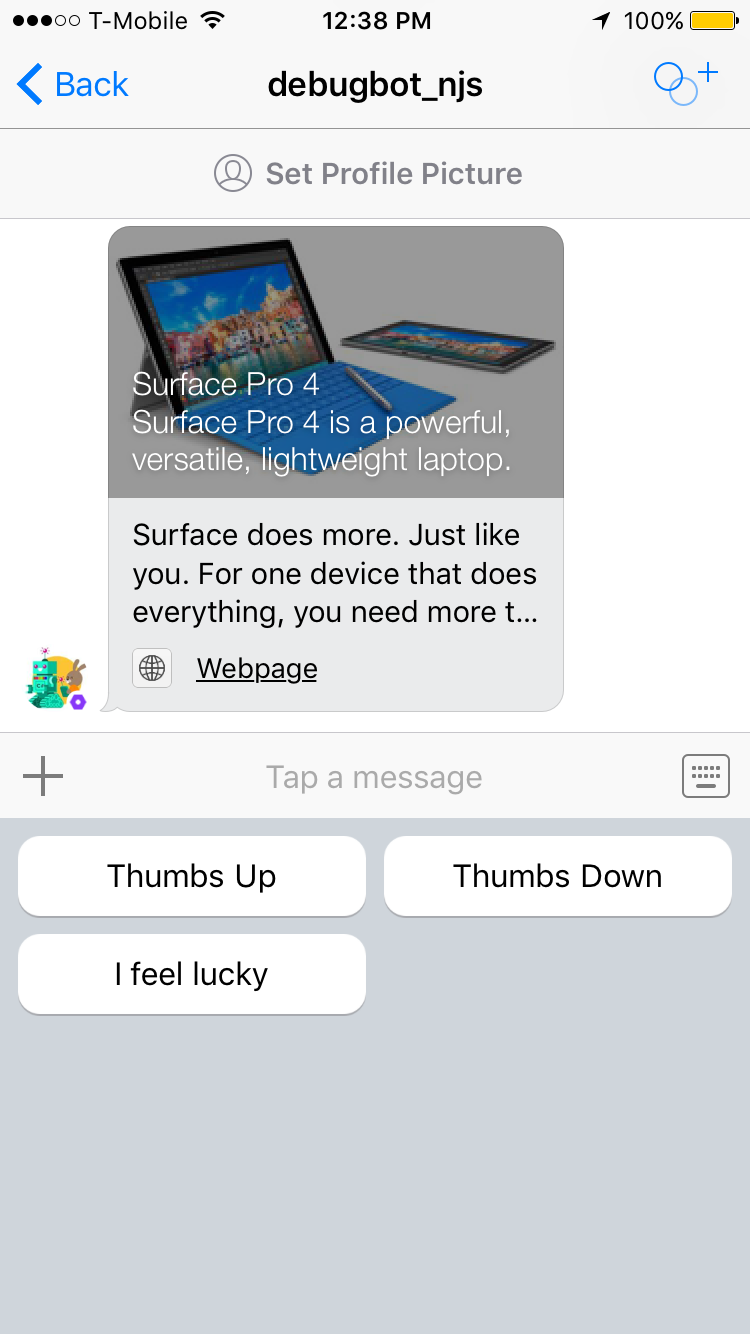 T-Mobile 12:38 PM 100%
Back debugbot_njs
Set Profile Picture
Surface Pro 4
Surface Pro 4 is a powerful,
versatile, lightweight laptop.
Surface does more. Just like
you. For one device that does
everything, you need more t...
Webpage
Tap a message
Thumbs Up Thumbs Down
I feel lucky